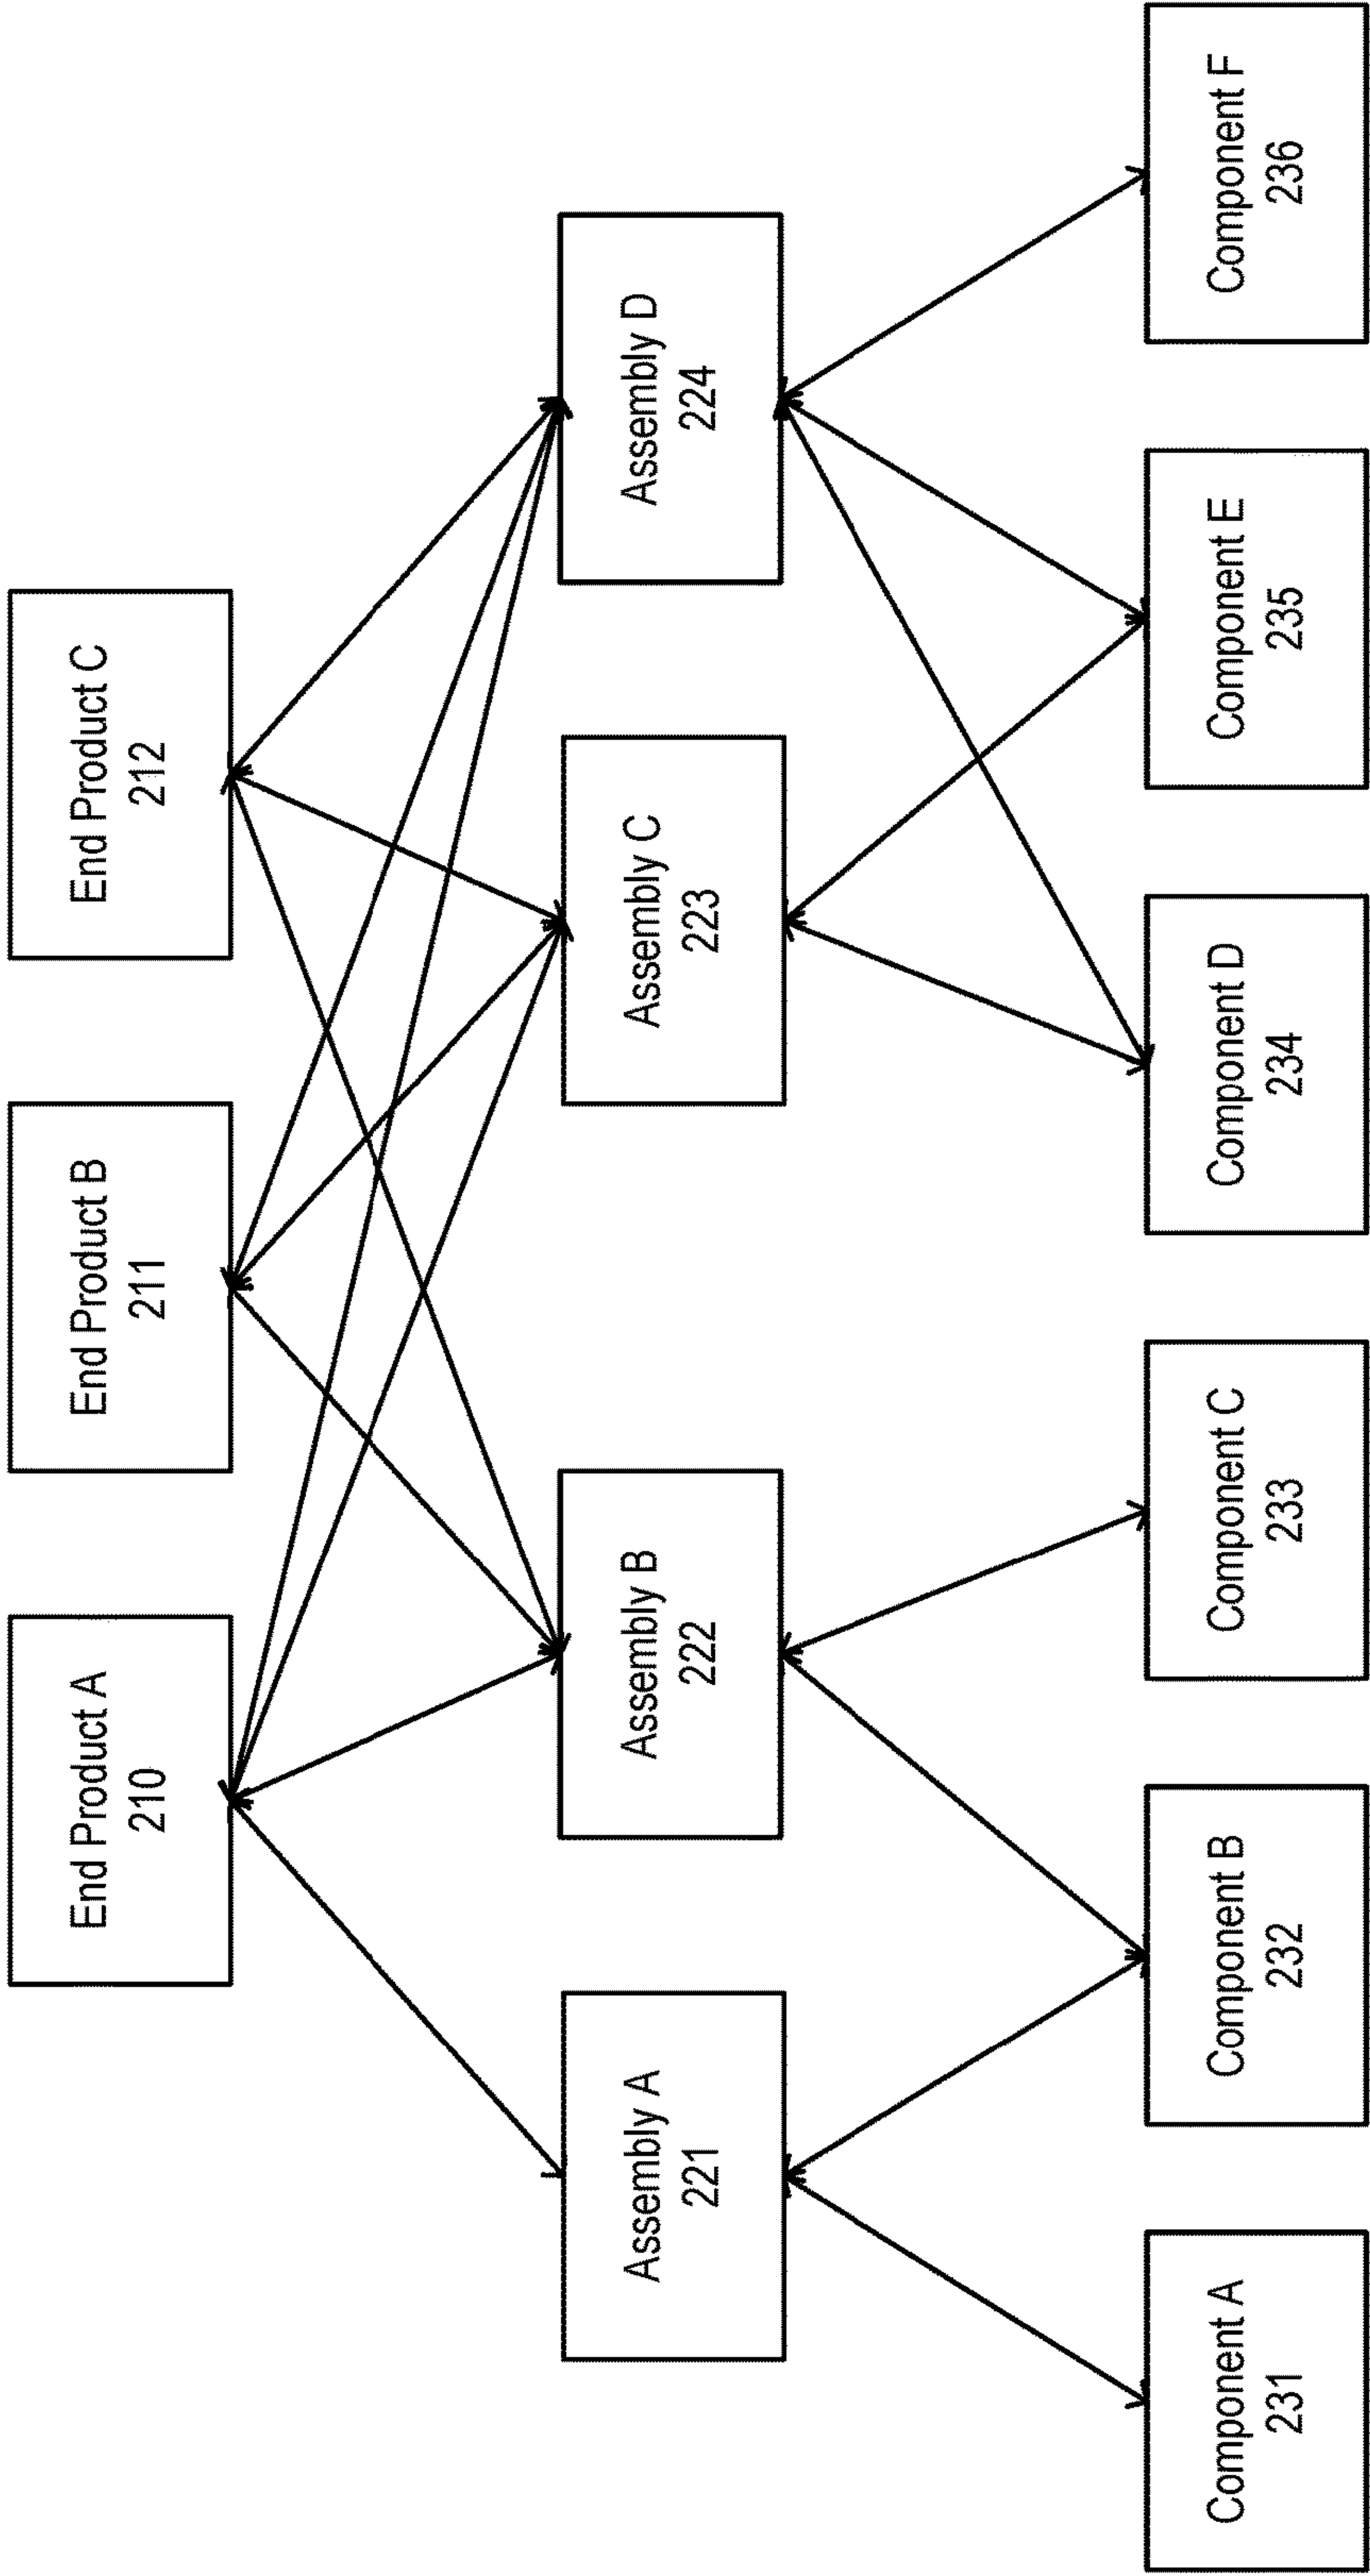 End Product A
210
End Product B
211
End Product C
212
Assembly A
221
Assembly B
222
Assembly C
223
Assembly D
224
Component A
231
Component B
232
Component C
233
Component D
234
Component E
235
Component F
236